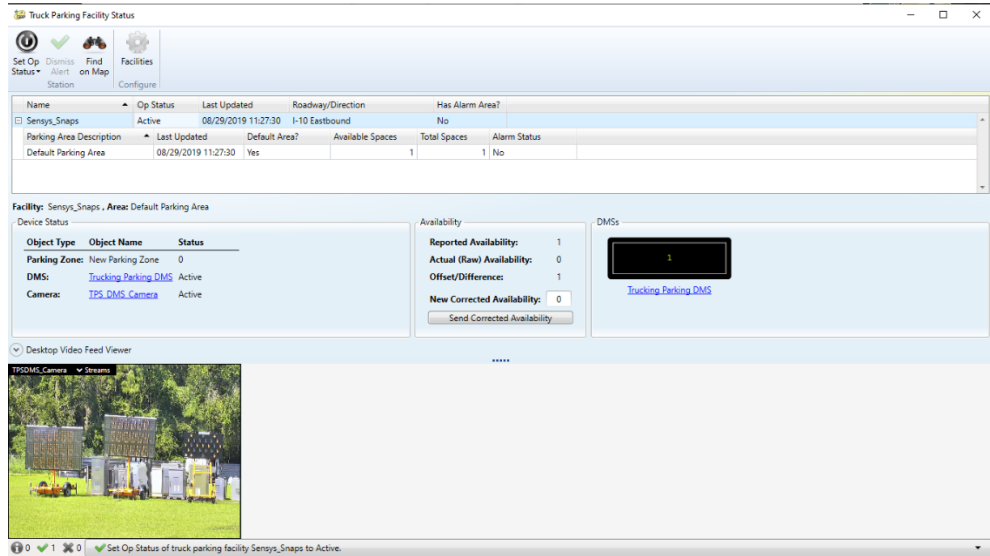 Truck Parking Facility Status
Set Op Status
Dismiss Alert
Find on Map
Facilities
Station
Configure
Name Op Status Last Updated Roadway/Direction Has Alarm Area?
Sensys_Snaps Active 08/29/2019 11:27:30 I-10 Eastbound No
Parking Area Description Last Updated Default Area? Available Spaces Total Spaces Alarm Status
Default Parking Area 08/29/2019 11:27:30 Yes 1 1 No
Facility: Sensys_Snaps , Area: Default Parking Area
Device Status
Object Type Object Name Status
Parking Zone: New Parking Zone 0
DMS: Trucking Parking DMS Active
Camera: TPS DMS Camera Active
Availability
Reported Availability: 1
Actual (Raw) Availability: 0
Offset/Difference: 1
New Corrected Availability: 0
Send Corrected Availability
DMSs
1
Trucking Parking DMS
Desktop Video Feed Viewer
TPSDMS_Camera Streams
0 1 0 Set Op Status of truck parking facility Sensys_Snaps to Active.